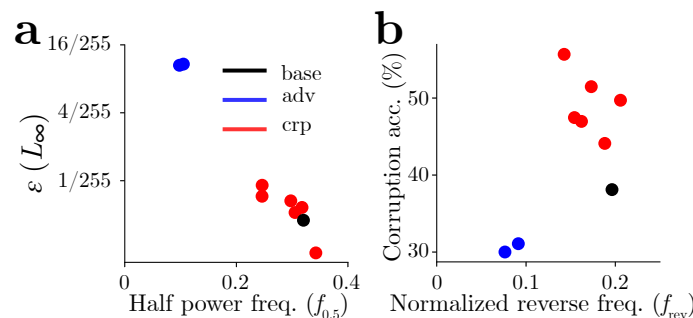 a
16/255
4/255
1/255
ε (L∞)
base
adv
crp
0
0.2
0.4
Half power freq. (f0.5)
b
50
40
30
Corruption acc. (%)
0
0.1
0.2
Normalized reverse freq. (frev)